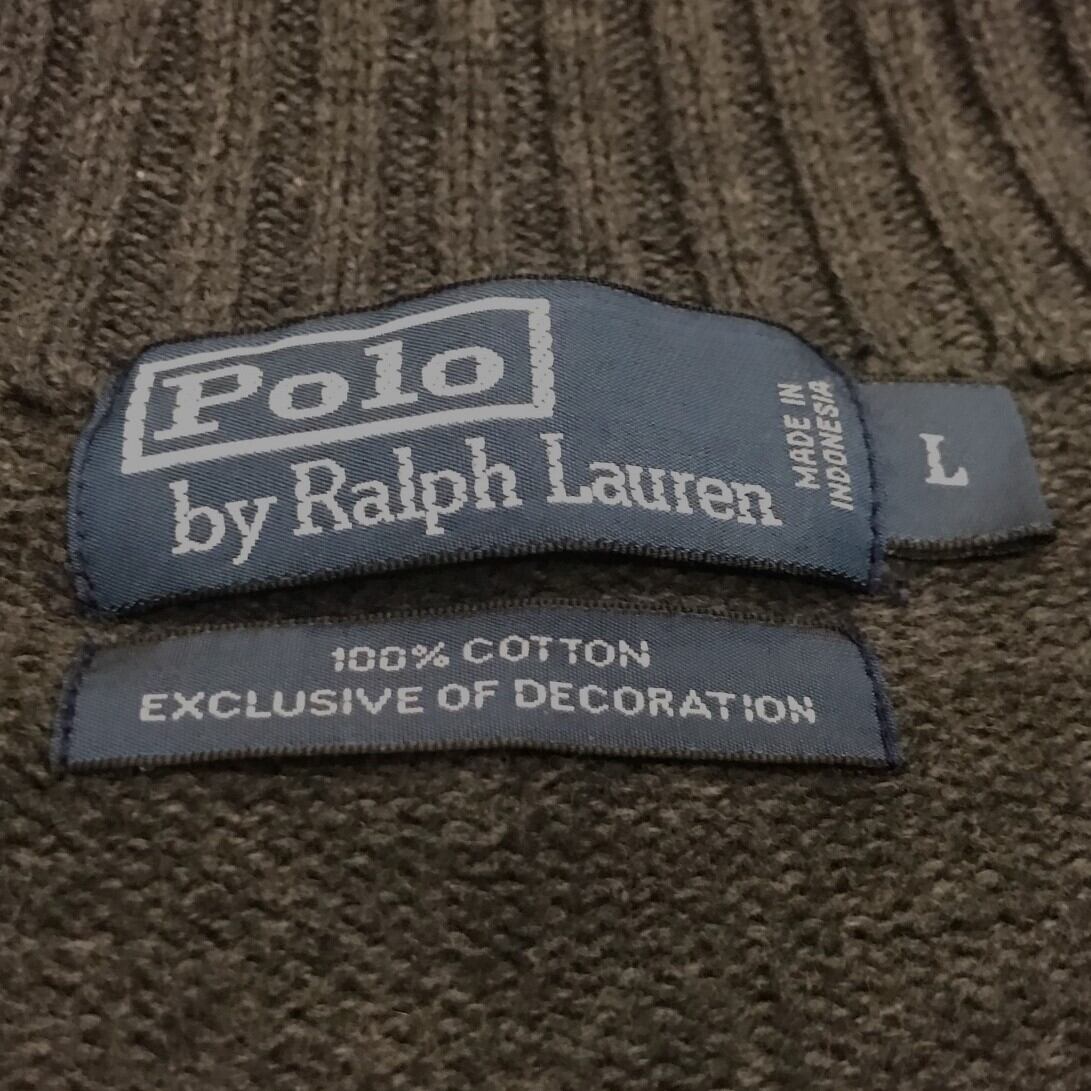 Polo
by Ralph Lauren
MADE IN
INDONESIA
L
100% COTTON
EXCLUSIVE OF DECORATION